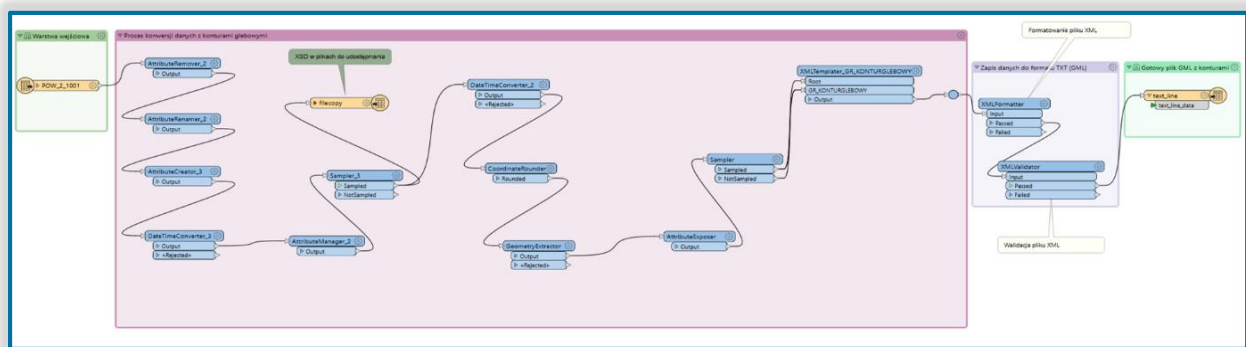 Warstwa wejściowa
POW_2_1001
Proces konwersji danych z konturami glebowymi
AttributeRemover_2
Output
AttributeRenamer_2
Output
AttributeCreator_3
Output
DateTimeConverter_3
Output
<Rejected>
AttributeManager_2
Output
XSD w plikach do udostępniania
filecopy
Sampler_3
Sampled
NotSampled
DateTimeConverter_2
Output
<Rejected>
CoordinateRounder
Rounded
GeometryExtractor
Output
<Rejected>
AttributeExposer
Output
Sampler
Sampled
NotSampled
XMLTemplater_GR_KONTURGLEBOWY
Root
GR_KONTURGLEBOWY
Output
Formatowanie pliku XML
Zapis danych do formatu TXT (GML)
XMLFormatter
Input
Passed
Failed
XMLValidator
Input
Passed
Failed
Walidacja pliku XML
Gotowy plik GML z konturami
text_line
text_line_data